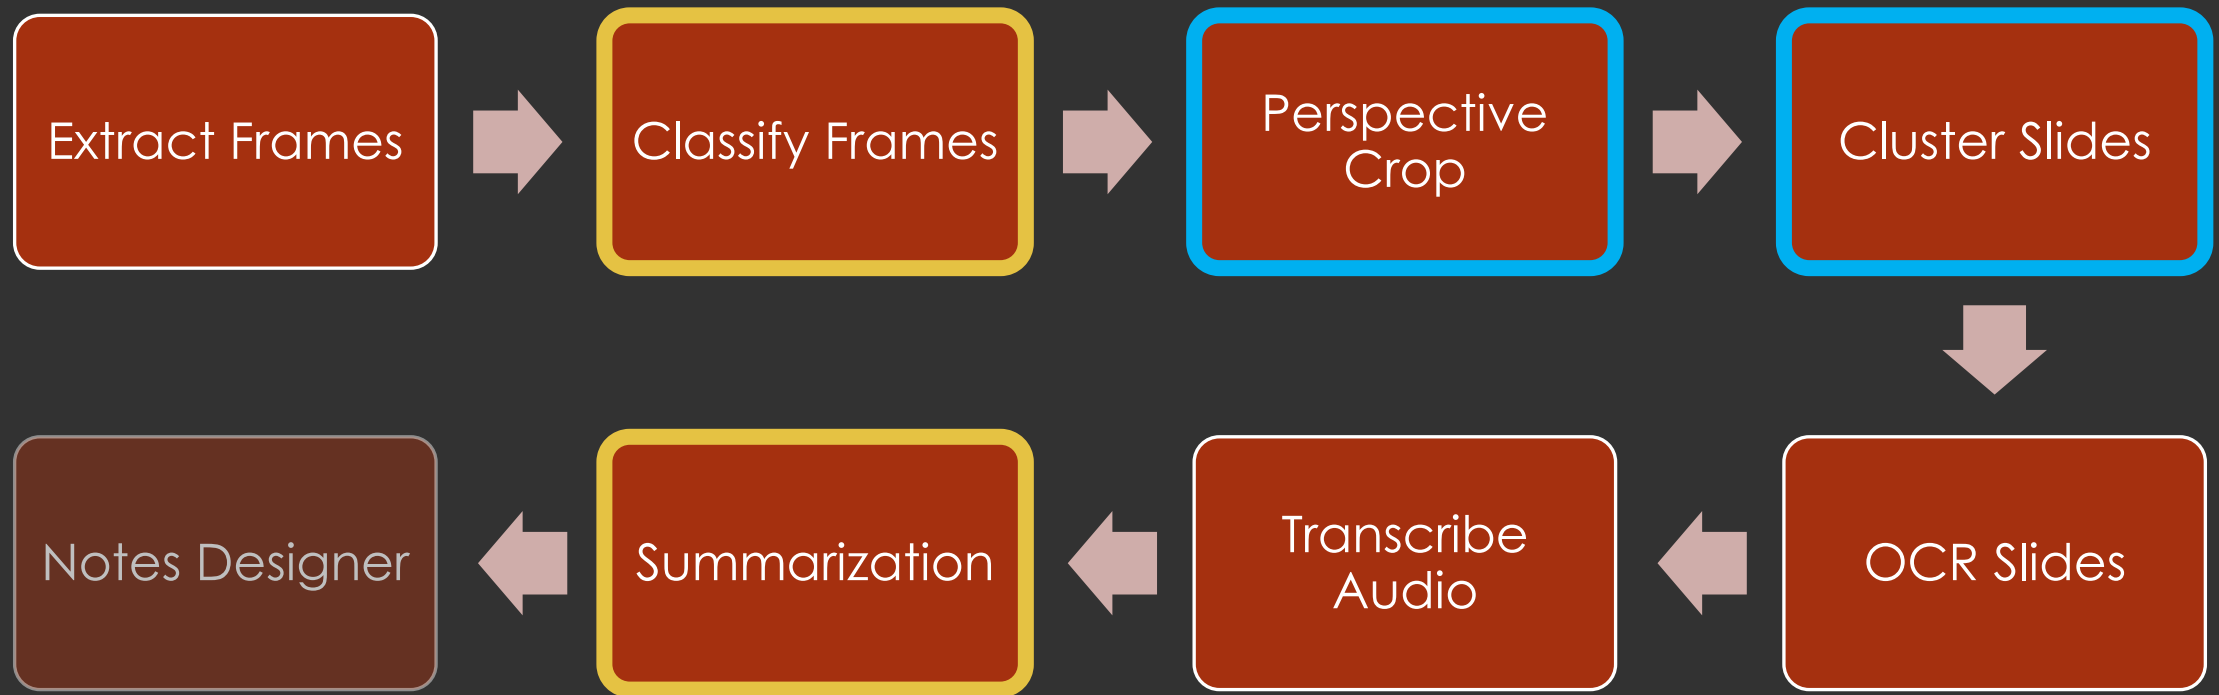 Extract Frames
Classify Frames
Perspective
Crop
Cluster Slides
OCR Slides
Transcribe
Audio
Summarization
Notes Designer